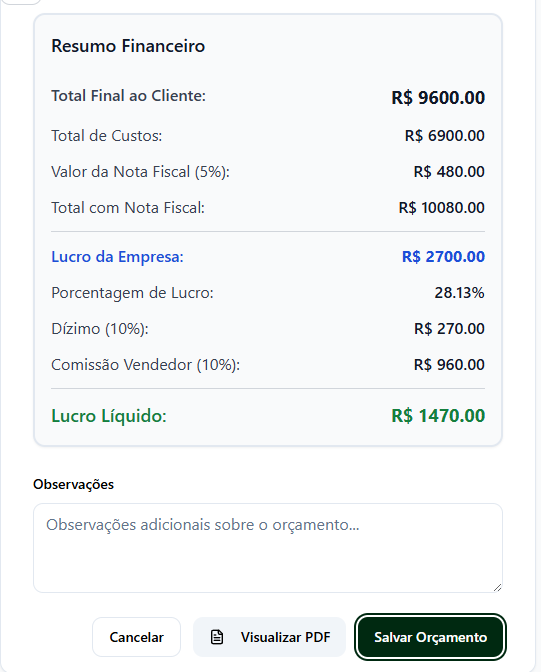 Resumo Financeiro
Total Final ao Cliente: R$ 9600.00
Total de Custos: R$ 6900.00
Valor da Nota Fiscal (5%): R$ 480.00
Total com Nota Fiscal: R$ 10080.00
Lucro da Empresa: R$ 2700.00
Porcentagem de Lucro: 28.13%
Dízimo (10%): R$ 270.00
Comissão Vendedor (10%): R$ 960.00
Lucro Líquido: R$ 1470.00
Observações
Observações adicionais sobre o orçamento...
Cancelar Visualizar PDF Salvar Orçamento